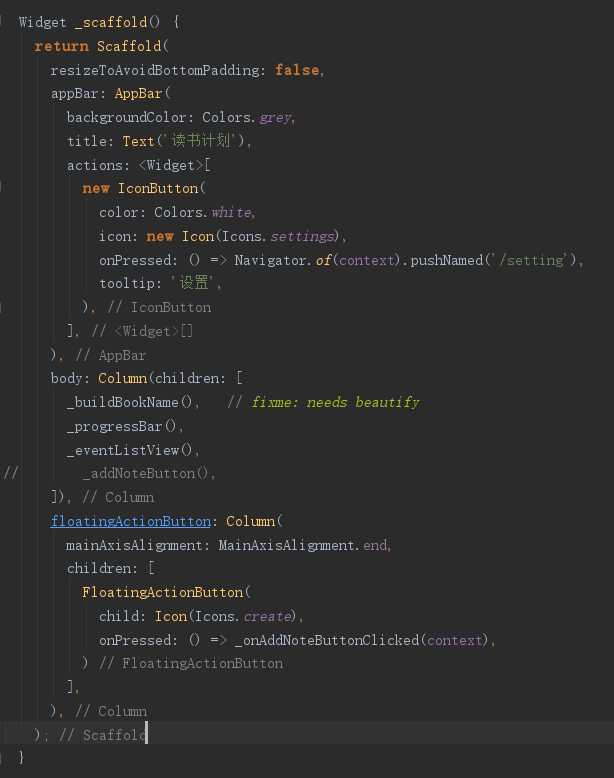 Widget _scaffold() {
  return Scaffold(
    resizeToAvoidBottomPadding: false,
    appBar: AppBar(
      backgroundColor: Colors.grey,
      title: Text('读书计划'),
      actions: <Widget>[
        new IconButton(
          color: Colors.white,
          icon: new Icon(Icons.settings),
          onPressed: () => Navigator.of(context).pushNamed('/setting'),
          tooltip: '设置',
        ), // IconButton
      ], // <Widget>[]
    ), // AppBar
    body: Column(children: [
      _buildBookName(),   // fixme: needs beautify
      _progressBar(),
      _eventListView(),
//        _addNoteButton(),
    ]), // Column
    floatingActionButton: Column(
      mainAxisAlignment: MainAxisAlignment.end,
      children: [
        FloatingActionButton(
          child: Icon(Icons.create),
          onPressed: () => _onAddNoteButtonClicked(context),
        ) // FloatingActionButton
      ],
    ), // Column
  ); // Scaffold
}